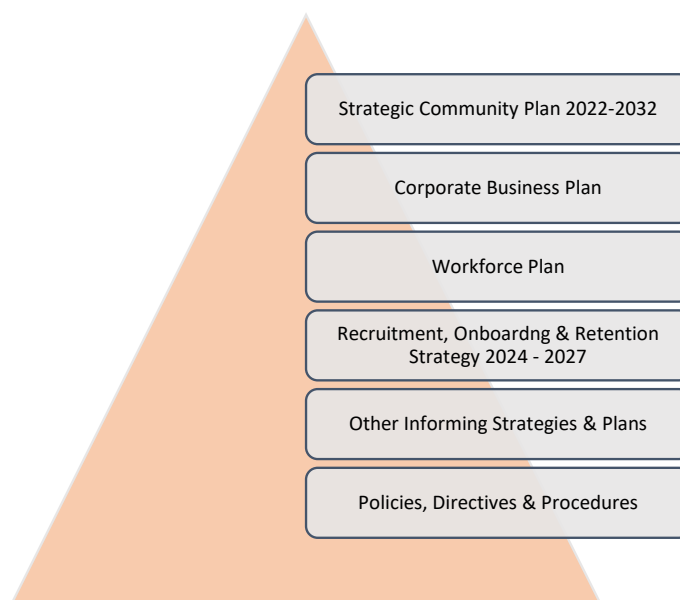 Strategic Community Plan 2022-2032
Corporate Business Plan
Workforce Plan
Recruitment, Onboardng & Retention
Strategy 2024 - 2027
Other Informing Strategies & Plans
Policies, Directives & Procedures